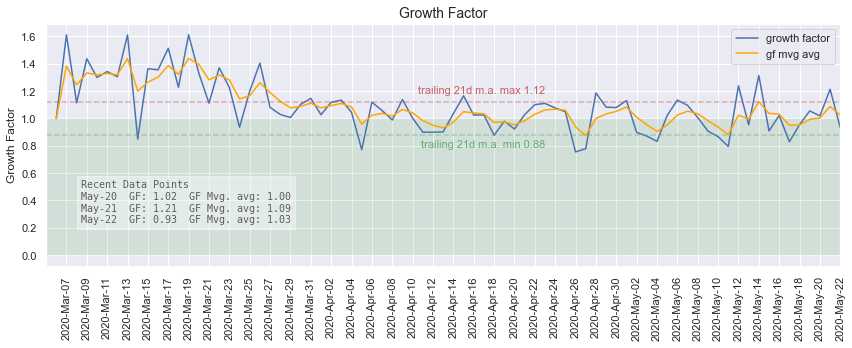 Growth Factor
growth factor
gf mvg avg
trailing 21d m.a. max 1.12
trailing 21d m.a. min 0.88
Recent Data Points
May-20  GF: 1.02  GF Mvg. avg: 1.00
May-21  GF: 1.21  GF Mvg. avg: 1.09
May-22  GF: 0.93  GF Mvg. avg: 1.03
Growth Factor
1.6
1.4
1.2
1.0
0.8
0.6
0.4
0.2
0.0
2020-Mar-07
2020-Mar-09
2020-Mar-11
2020-Mar-13
2020-Mar-15
2020-Mar-17
2020-Mar-19
2020-Mar-21
2020-Mar-23
2020-Mar-25
2020-Mar-27
2020-Mar-29
2020-Mar-31
2020-Apr-02
2020-Apr-04
2020-Apr-06
2020-Apr-08
2020-Apr-10
2020-Apr-12
2020-Apr-14
2020-Apr-16
2020-Apr-18
2020-Apr-20
2020-Apr-22
2020-Apr-24
2020-Apr-26
2020-Apr-28
2020-Apr-30
2020-May-02
2020-May-04
2020-May-06
2020-May-08
2020-May-10
2020-May-12
2020-May-14
2020-May-16
2020-May-18
2020-May-20
2020-May-22